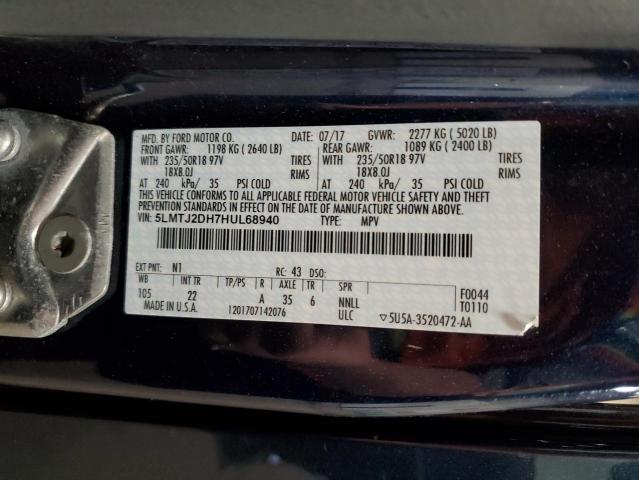 MFD. BY FORD MOTOR CO. DATE: 07/17 GVWR: 2277 KG ( 5020 LB)
FRONT GAWR: 1198 KG ( 2640 LB) REAR GAWR: 1089 KG ( 2400 LB)
WITH 235/50R18 97V TIRES WITH 235/50R18 97V TIRES
18X8.0J RIMS 18X8.0J RIMS
AT 240 kPa/ 35 PSI COLD AT 240 kPa/ 35 PSI COLD
THIS VEHICLE CONFORMS TO ALL APPLICABLE FEDERAL MOTOR VEHICLE SAFETY AND THEFT
PREVENTION STANDARDS IN EFFECT ON THE DATE OF MANUFACTURE SHOWN ABOVE.
VIN: 5LMTJ2DH7HUL68940 TYPE: MPV
EXT PNT: N1 RC: 43 DSO:
WB INT TR TP/PS R AXLE TR SPR
105 22 A 35 6 NNLL F0044
MADE IN U.S.A. 1201707142076 ULC T0110
▽5U5A-3520472-AA